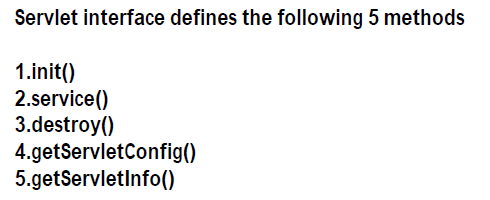 Servlet interface defines the following 5 methods
1.init()
2.service()
3.destroy()
4.getServletConfig()
5.getServletInfo()